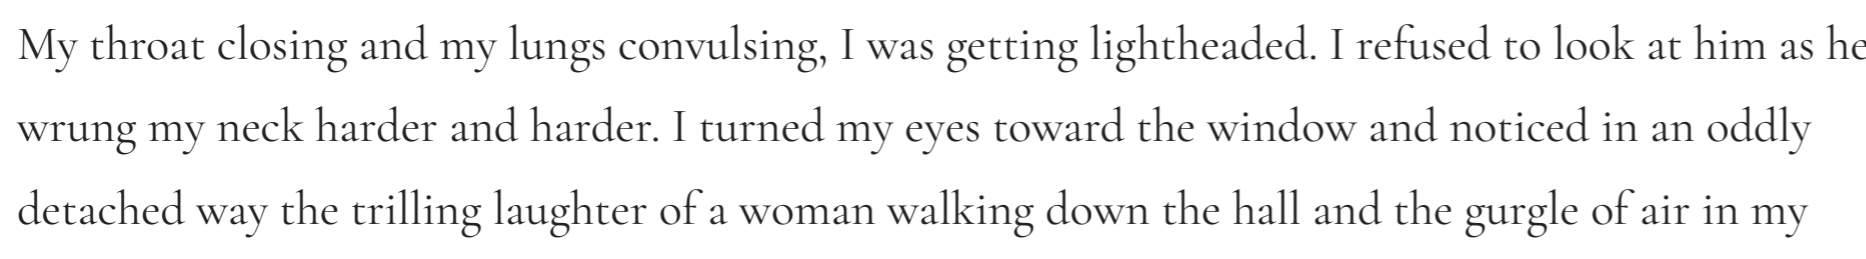 My throat closing and my lungs convulsing, I was getting lightheaded. I refused to look at him as he
wrung my neck harder and harder. I turned my eyes toward the window and noticed in an oddly
detached way the trilling laughter of a woman walking down the hall and the gurgle of air in my